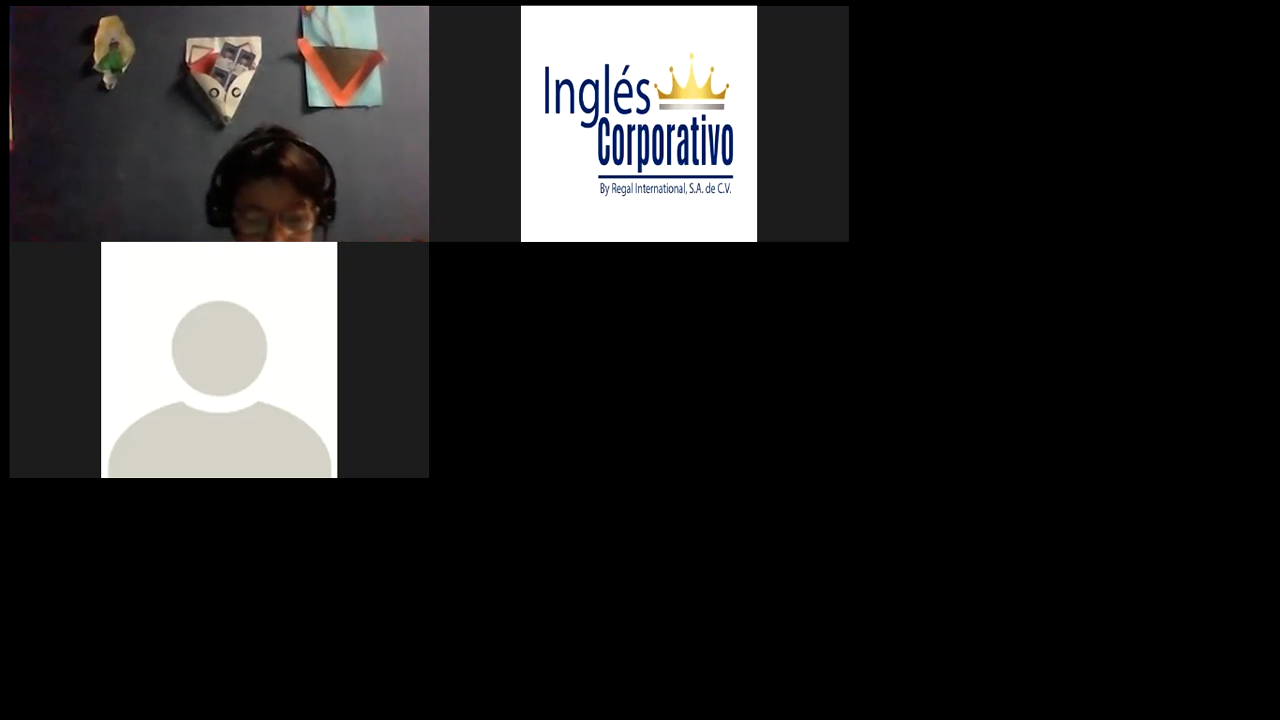 Inglés
Corporativo
By Regal International, S.A. de C.V.